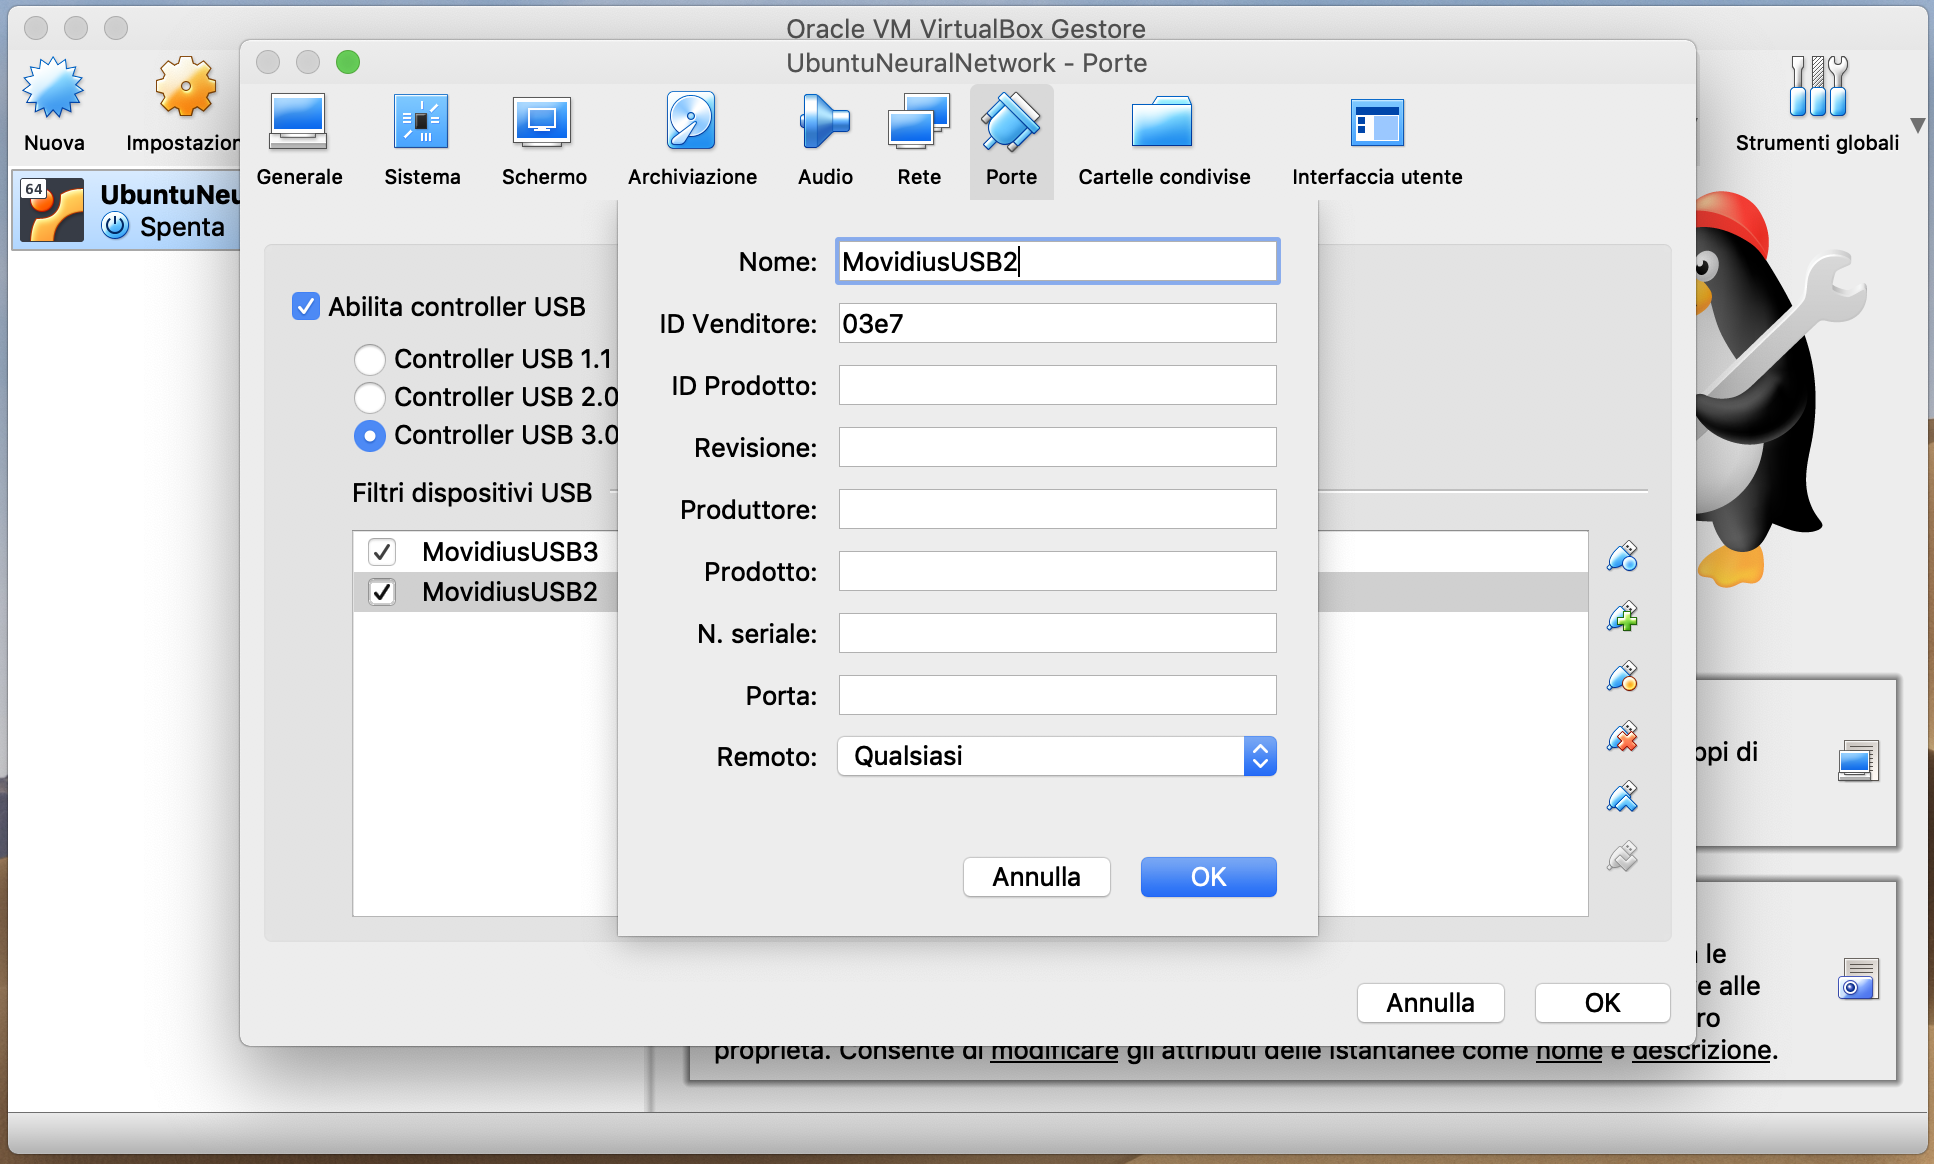 Oracle VM VirtualBox Gestore
UbuntuNeuralNetwork - Porte
Nuova
Impostazion
Strumenti globali
Generale
Sistema
Schermo
Archiviazione
Audio
Rete
Porte
Cartelle condivise
Interfaccia utente
64
UbuntuNeu
Spenta
Abilita controller USB
Controller USB 1.1
Controller USB 2.0
Controller USB 3.0
Filtri dispositivi USB
MovidiusUSB3
MovidiusUSB2
Nome: MovidiusUSB2
ID Venditore: 03e7
ID Prodotto:
Revisione:
Produttore:
Prodotto:
N. seriale:
Porta:
Remoto: Qualsiasi
Annulla OK
Annulla OK
ppi di
le
e alle
ro
proprietà. Consente di modificare gli attributi delle istantanee come nome e descrizione.